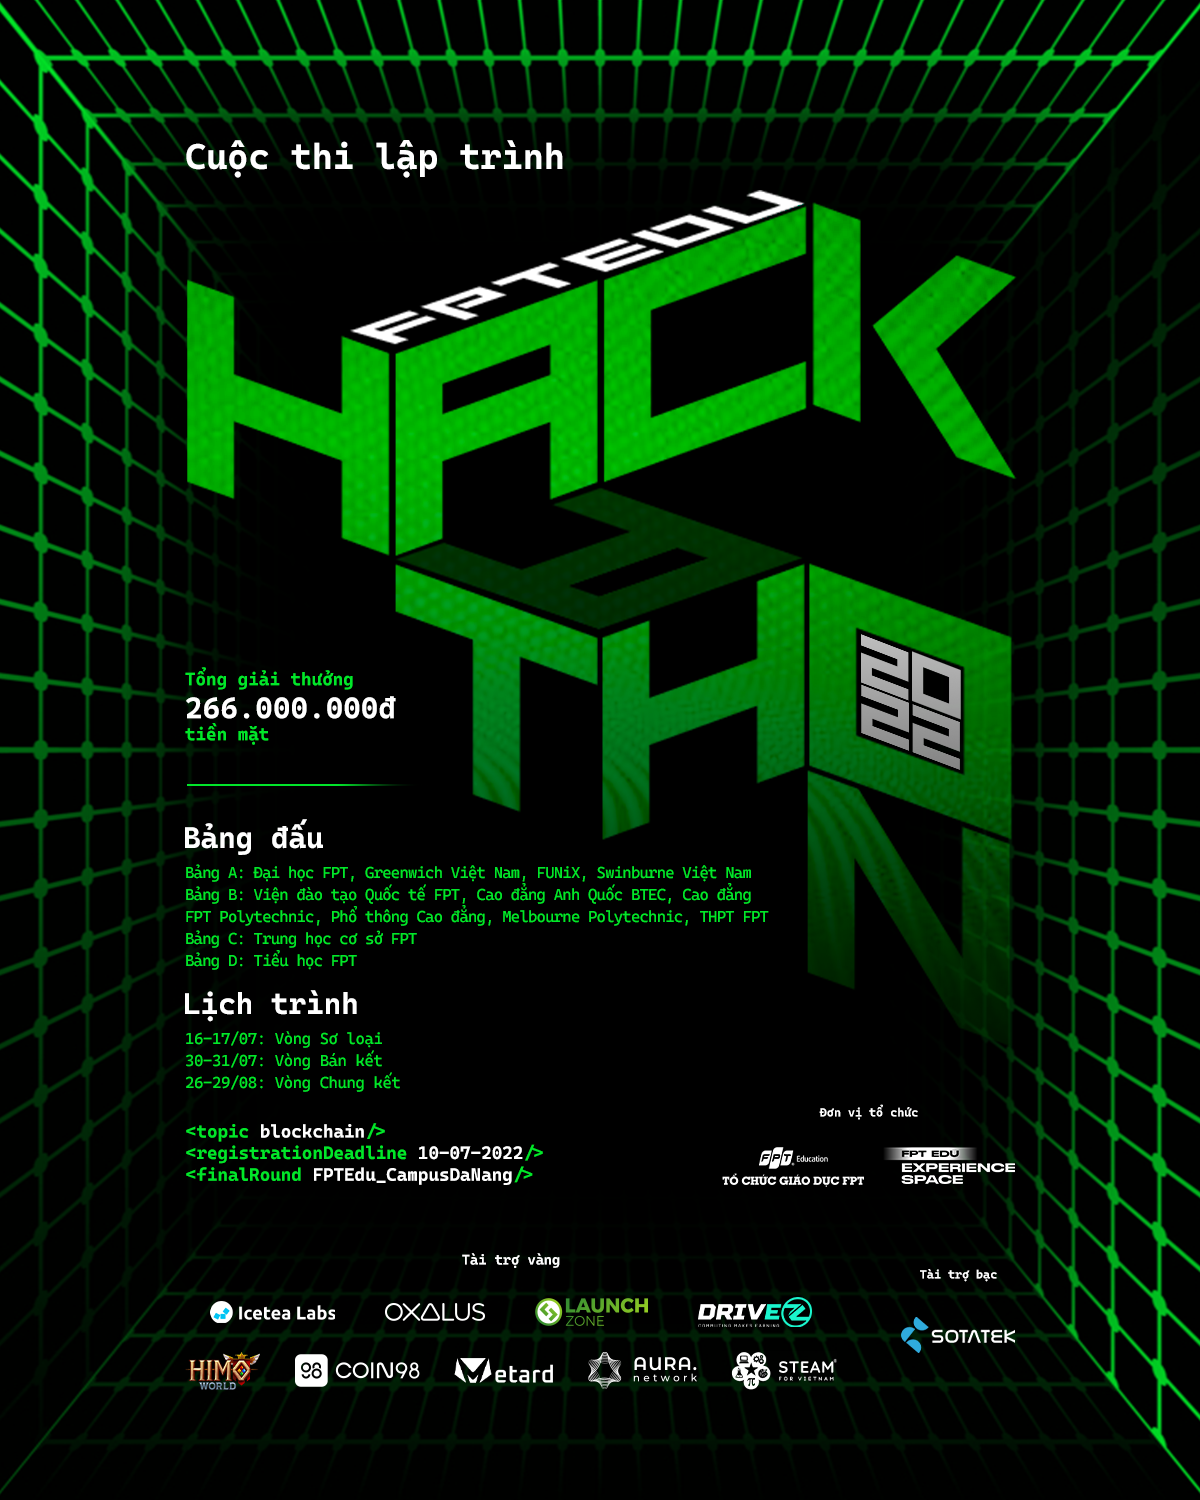 Cuộc thi lập trình
FPTEDU
HACK
A
THON
20
22
Tổng giải thưởng
266.000.000đ
tiền mặt
Bảng đấu
Bảng A: Đại học FPT, Greenwich Việt Nam, FUNiX, Swinburne Việt Nam
Bảng B: Viện đào tạo Quốc tế FPT, Cao đẳng Anh Quốc BTEC, Cao đẳng
FPT Polytechnic, Phổ thông Cao đẳng, Melbourne Polytechnic, THPT FPT
Bảng C: Trung học cơ sở FPT
Bảng D: Tiểu học FPT
Lịch trình
16-17/07: Vòng Sơ loại
30-31/07: Vòng Bán kết
26-29/08: Vòng Chung kết
<topic blockchain/>
<registrationDeadline 10-07-2022/>
<finalRound FPTEdu_CampusDaNang/>
Đơn vị tổ chức
FPT Education
TỔ CHỨC GIÁO DỤC FPT
FPT EDU
EXPERIENCE
SPACE
Tài trợ vàng
Icetea Labs
OXALUS
LAUNCH
ZONE
DRIVEZ
COMMUTING MAKES EARNING
HIMO
WORLD
98 COIN98
Metard
AURA.
network
STEAM
FOR VIETNAM
Tài trợ bạc
SOTATEK